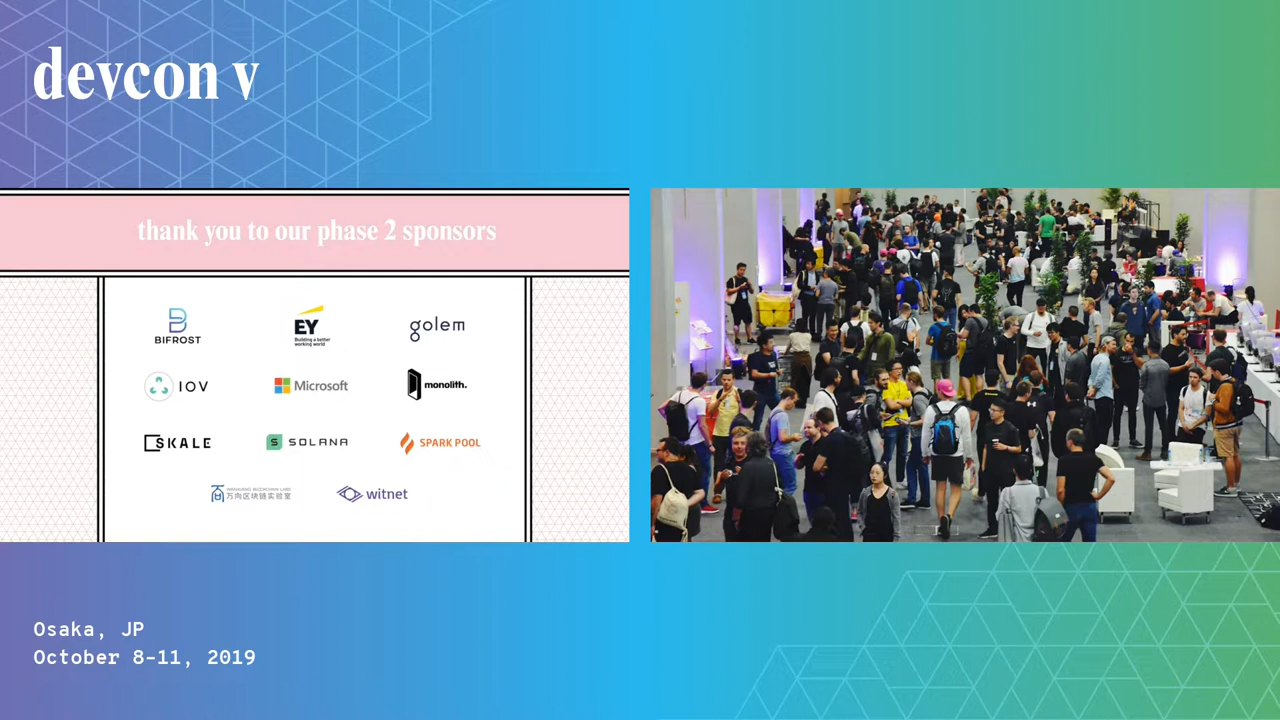 devcon v
thank you to our phase 2 sponsors
BIFROST
EY
Building a better
working world
golem
IOV
Microsoft
monolith.
SKALE
S SOLANA
SPARK POOL
万向区块链实验室
witnet
Osaka, JP
October 8-11, 2019